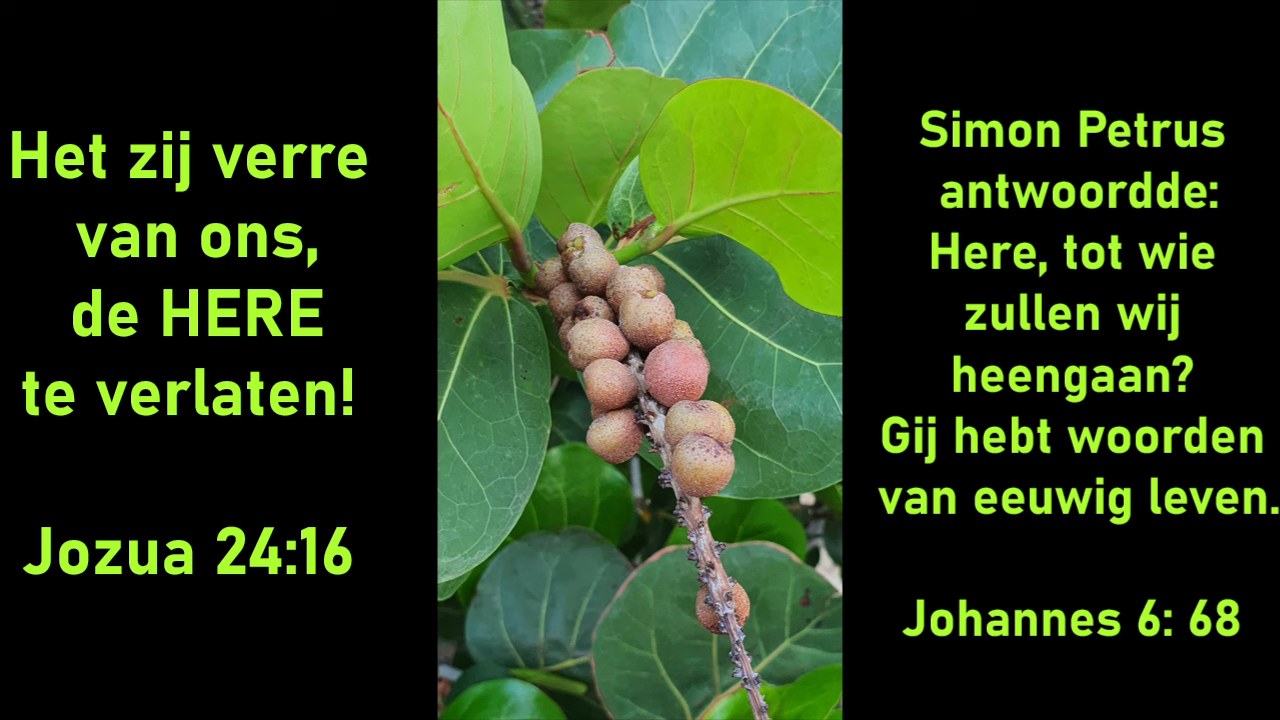 Het zij verre
van ons,
de HERE
te verlaten!
Jozua 24:16
Simon Petrus
antwoordde:
Here, tot wie
zullen wij
heengaan?
Gij hebt woorden
van eeuwig leven.
Johannes 6: 68